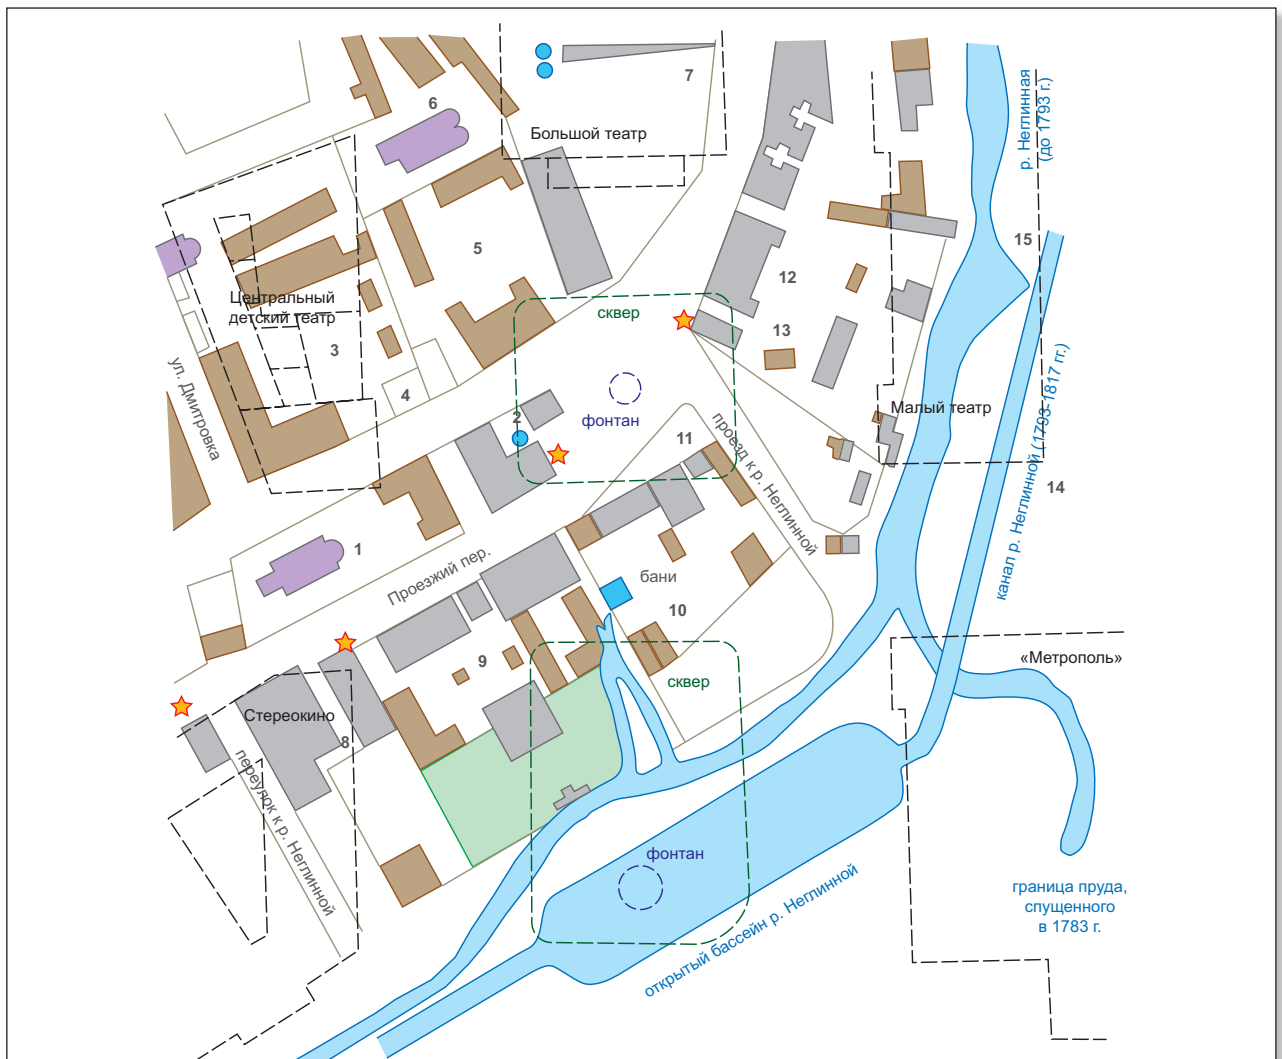 7
6
Большой театр
р. Неглинная
(до 1793 г.)
5
15
12
Центральный
детский театр
сквер
13
3
4
ул. Дмитровка
2
фонтан
Малый театр
11
проезд к р. Неглинной
канал р. Неглинной (1793-1817 гг.)
14
1
Проезжий пер.
бани
10
9
сквер
«Метрополь»
Стереокино
8
переулок к р. Неглинной
фонтан
открытый бассейн р. Неглинной
граница пруда,
спущенного
в 1783 г.